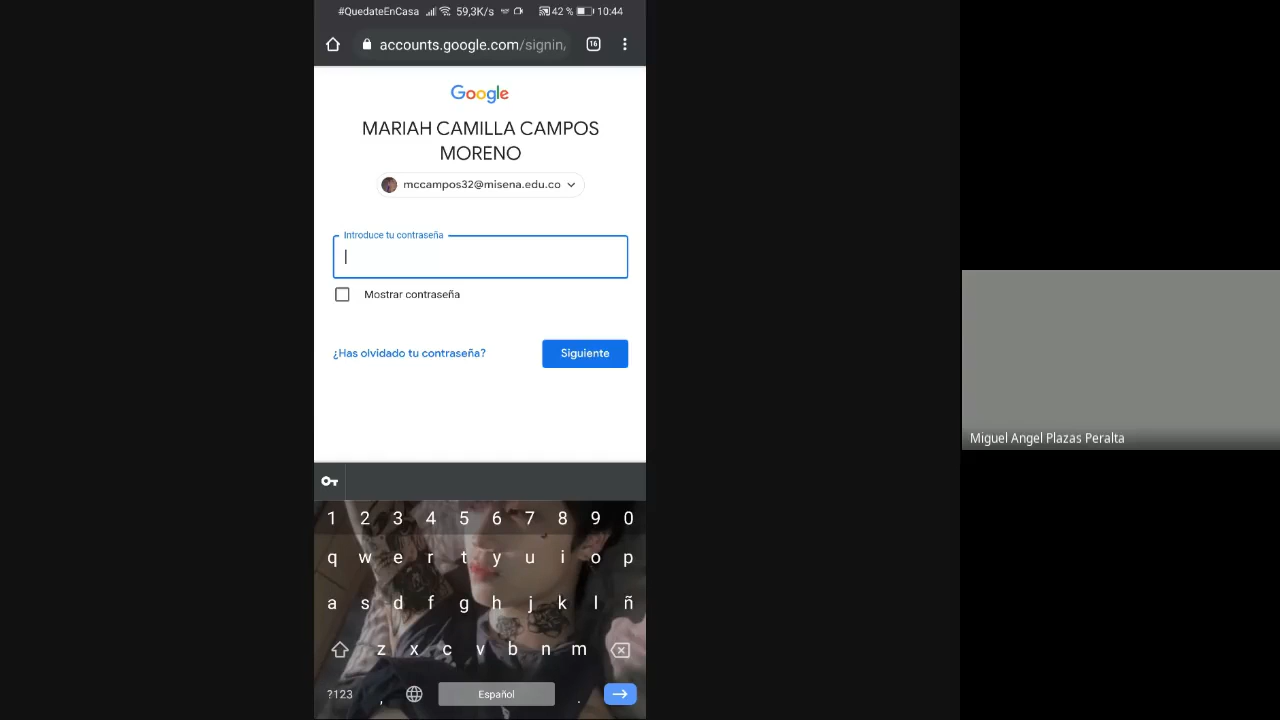 #QuedateEnCasa 59,3K/s 42 % 10:44
accounts.google.com/signin,
16
Google
MARIAH CAMILLA CAMPOS
MORENO
mccampos32@misena.edu.co
Introduce tu contraseña
Mostrar contraseña
¿Has olvidado tu contraseña?
Siguiente
Miguel Angel Plazas Peralta
1 2 3 4 5 6 7 8 9 0
q w e r t y u i o p
a s d f g h j k l ñ
z x c v b n m
?123 , Español .